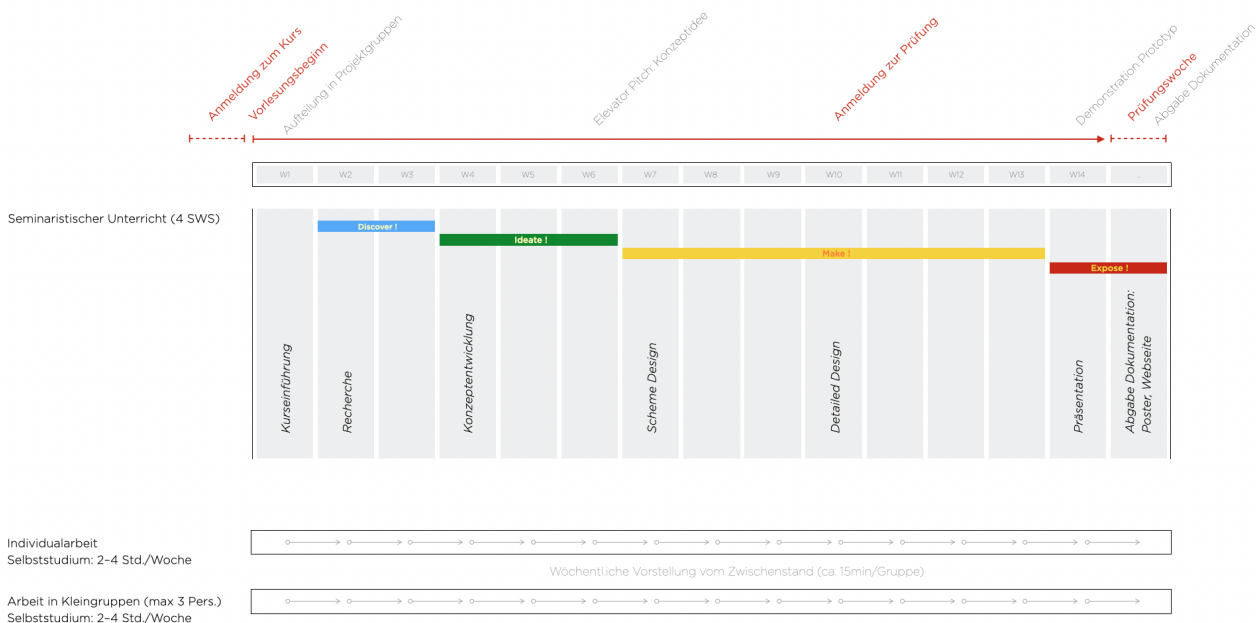 Anmeldung zum Kurs
Vorlesungsbeginn
Aufteilung in Projektgruppen
Elevator Pitch: Konzeptidee
Anmeldung zur Prüfung
Demonstration Prototyp
Prüfungswoche
Abgabe Dokumentation
W1 W2 W3 W4 W5 W6 W7 W8 W9 W10 W11 W12 W13 W14 ..
Seminaristischer Unterricht (4 SWS)
Discover !
Ideate !
Make !
Expose !
Kurseinführung
Recherche
Konzeptentwicklung
Scheme Design
Detailed Design
Präsentation
Abgabe Dokumentation:
Poster, Webseite
Individualarbeit
Selbststudium: 2–4 Std./Woche
Wöchentliche Vorstellung vom Zwischenstand (ca. 15min/Gruppe)
Arbeit in Kleingruppen (max 3 Pers.)
Selbststudium: 2–4 Std./Woche